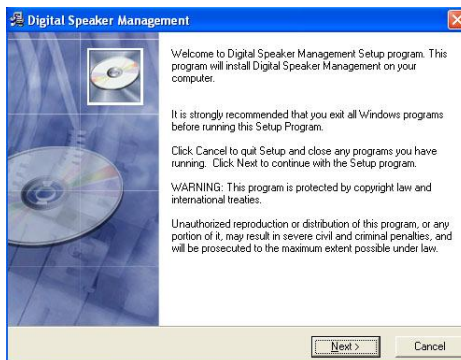 Digital Speaker Management
Welcome to Digital Speaker Management Setup program. This
program will install Digital Speaker Management on your
computer.
It is strongly recommended that you exit all Windows programs
before running this Setup Program.
Click Cancel to quit Setup and close any programs you have
running. Click Next to continue with the Setup program.
WARNING: This program is protected by copyright law and
international treaties.
Unauthorized reproduction or distribution of this program, or any
portion of it, may result in severe civil and criminal penalties, and
will be prosecuted to the maximum extent possible under law.
Next >
Cancel